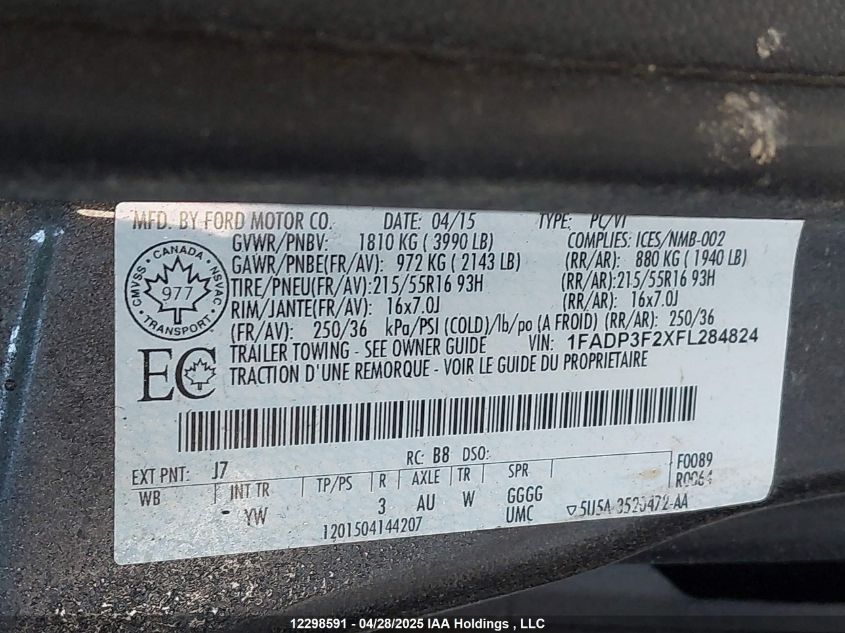 MFD. BY FORD MOTOR CO. DATE: 04/15 TYPE: PC/VT
GVWR/PNBV: 1810 KG ( 3990 LB) COMPLIES: ICES/NMB-002
GAWR/PNBE(FR/AV): 972 KG ( 2143 LB) (RR/AR): 880 KG ( 1940 LB)
TIRE/PNEU(FR/AV): 215/55R16 93H (RR/AR): 215/55R16 93H
RIM/JANTE(FR/AV): 16x7.0J (RR/AR): 16x7.0J
(FR/AV): 250/36 kPa/PSI (COLD)/lb/po (A FROID) (RR/AR): 250/36
TRAILER TOWING - SEE OWNER GUIDE VIN: 1FADP3F2XFL284824
TRACTION D'UNE REMORQUE - VOIR LE GUIDE DU PROPRIETAIRE
CANADA
CMVSS 977 NSVAC
TRANSPORT
EC
RC: B8 DSO:
EXT PNT: J7 F0089
WB INT TR TP/PS R AXLE TR SPR R0064
YW 3 AU W GGGG
UMC 5U5A-3520472-AA
1201504144207
12298591 - 04/28/2025 IAA Holdings , LLC